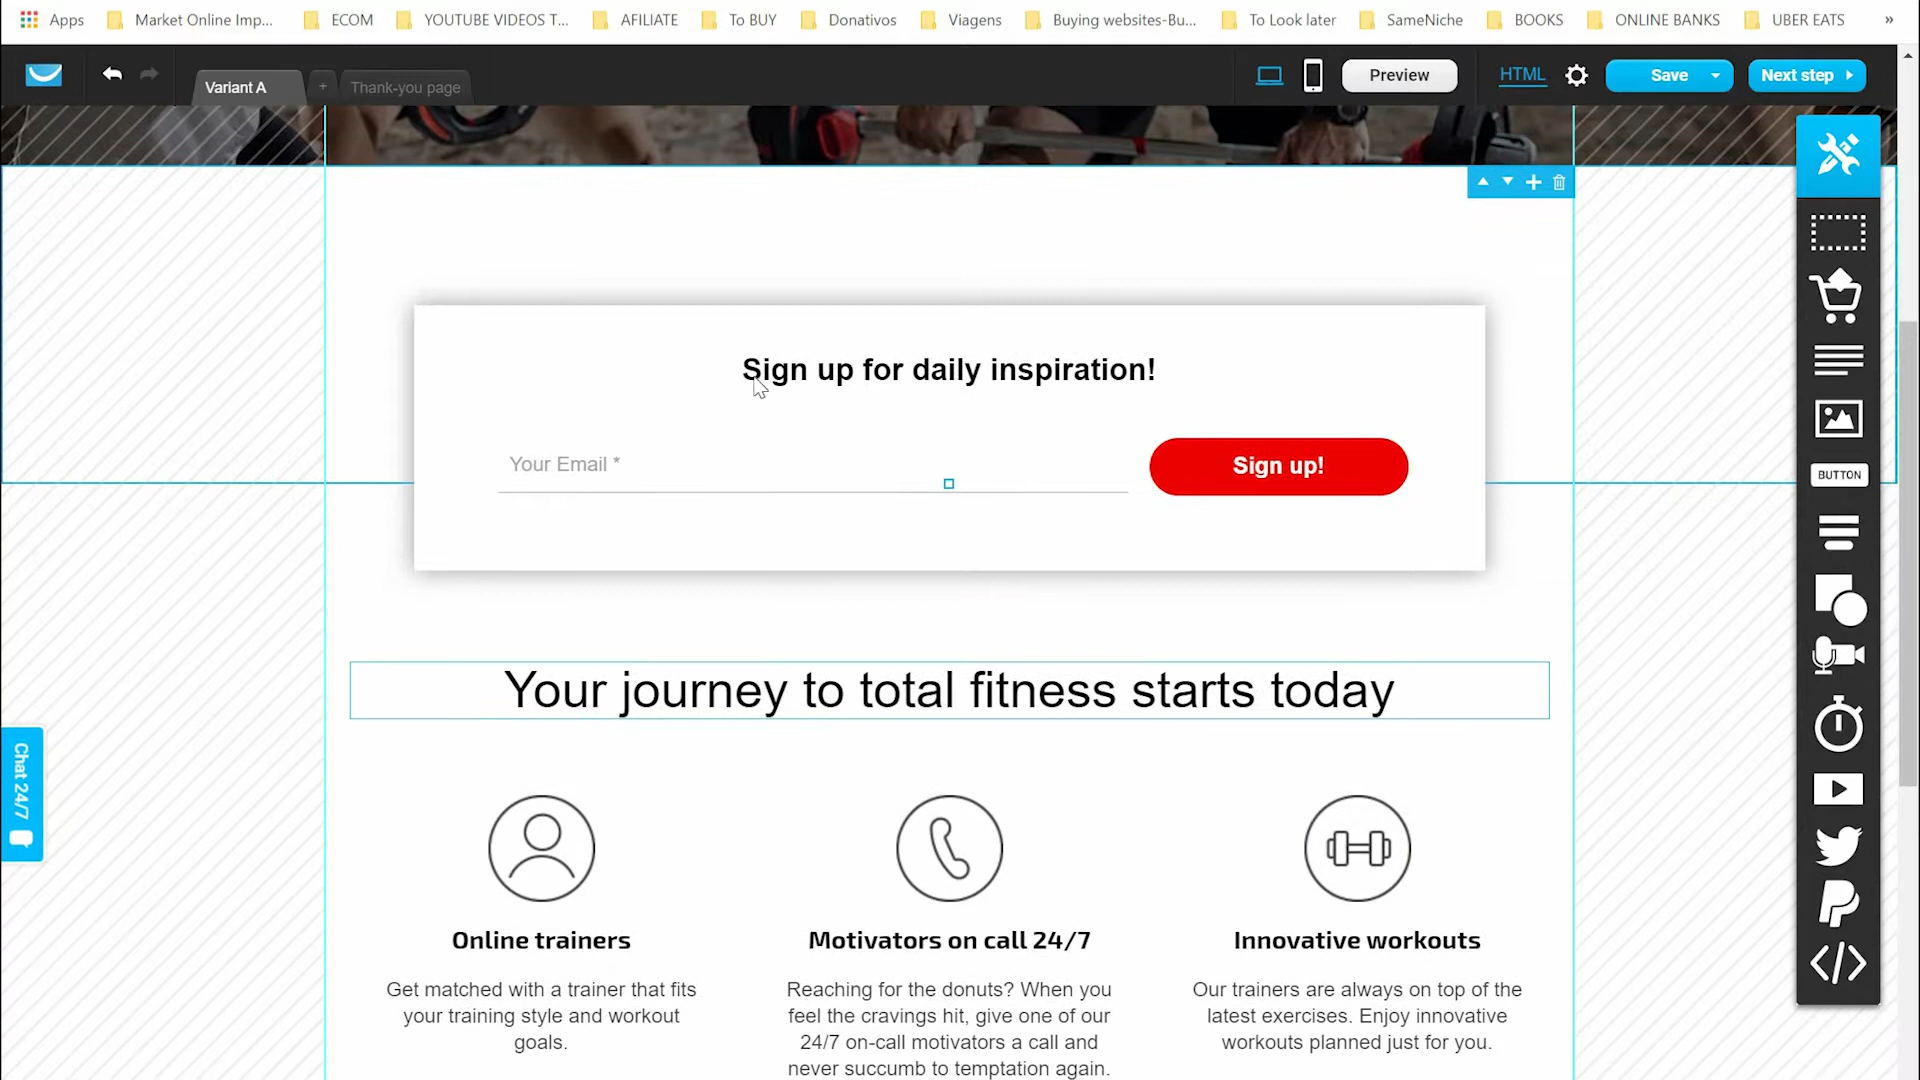 Apps Market Online Imp... ECOM YOUTUBE VIDEOS T... AFILIATE To BUY Donativos Viagens Buying websites-Bu... To Look later SameNiche BOOKS ONLINE BANKS UBER EATS »
Variant A + Thank-you page Preview HTML Save Next step
Sign up for daily inspiration!
Your Email * Sign up!
BUTTON
Your journey to total fitness starts today
Chat 24/7
Online trainers Motivators on call 24/7 Innovative workouts
Get matched with a trainer that fits
your training style and workout
goals.
Reaching for the donuts? When you
feel the cravings hit, give one of our
24/7 on-call motivators a call and
never succumb to temptation again.
Our trainers are always on top of the
latest exercises. Enjoy innovative
workouts planned just for you.